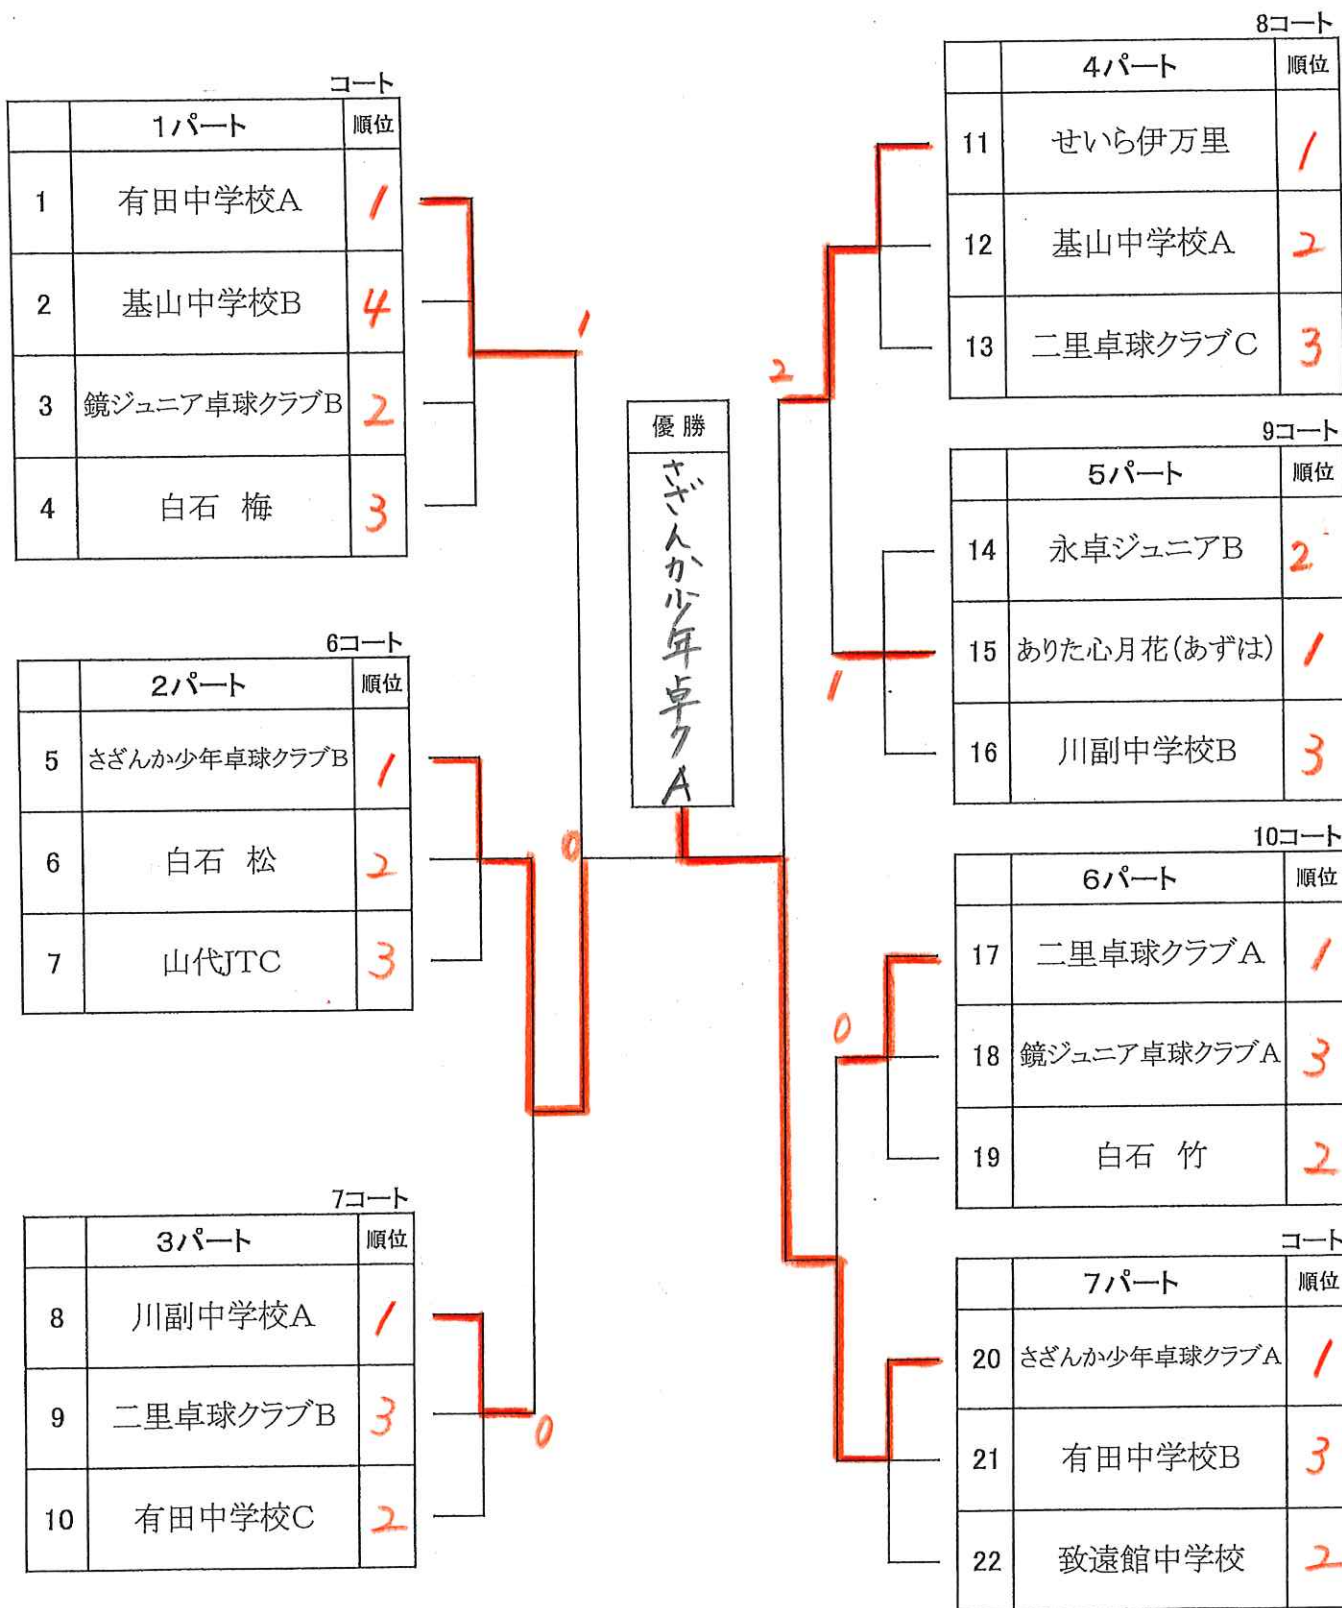 コート
1パート 順位
1 有田中学校A 1
2 基山中学校B 4
3 鏡ジュニア卓球クラブB 2
4 白石 梅 3
6コート
2パート 順位
5 さざんか少年卓球クラブB 1
6 白石 松 2
7 山代JTC 3
7コート
3パート 順位
8 川副中学校A 1
9 二里卓球クラブB 3
10 有田中学校C 2
1
0
0
優勝
さざんか少年卓クA
2
1
0
8コート
4パート 順位
11 せいら伊万里 1
12 基山中学校A 2
13 二里卓球クラブC 3
9コート
5パート 順位
14 永卓ジュニアB 2
15 ありた心月花(あずは) 1
16 川副中学校B 3
10コート
6パート 順位
17 二里卓球クラブA 1
18 鏡ジュニア卓球クラブA 3
19 白石 竹 2
コート
7パート 順位
20 さざんか少年卓球クラブA 1
21 有田中学校B 3
22 致遠館中学校 2